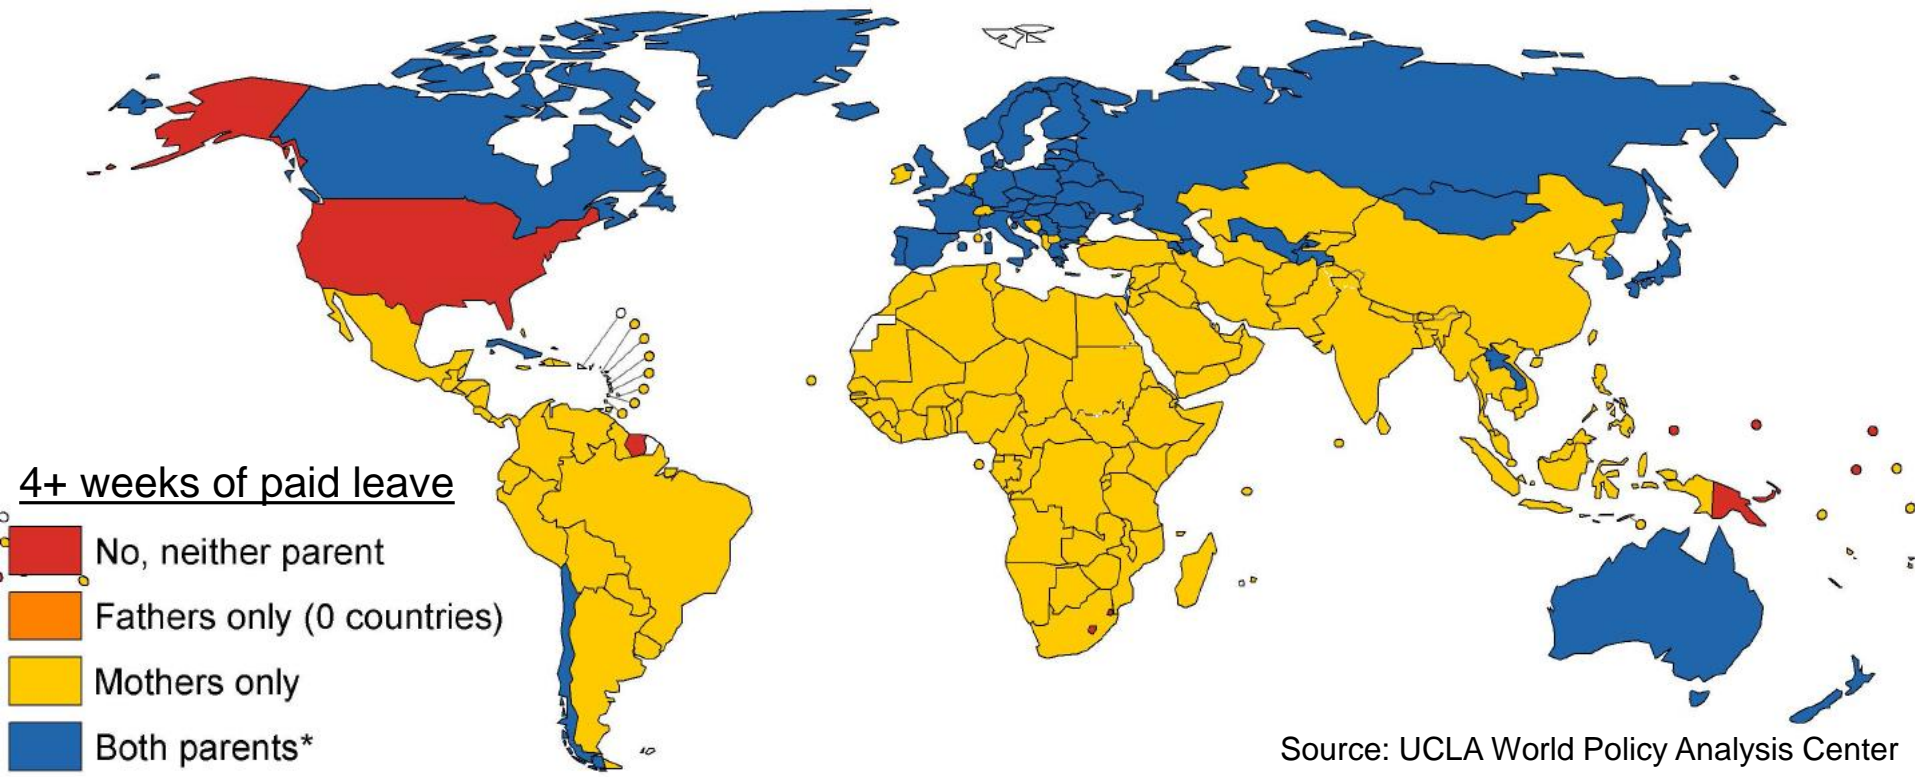 4+ weeks of paid leave
No, neither parent
Fathers only (0 countries)
Mothers only
Both parents*
Source: UCLA World Policy Analysis Center